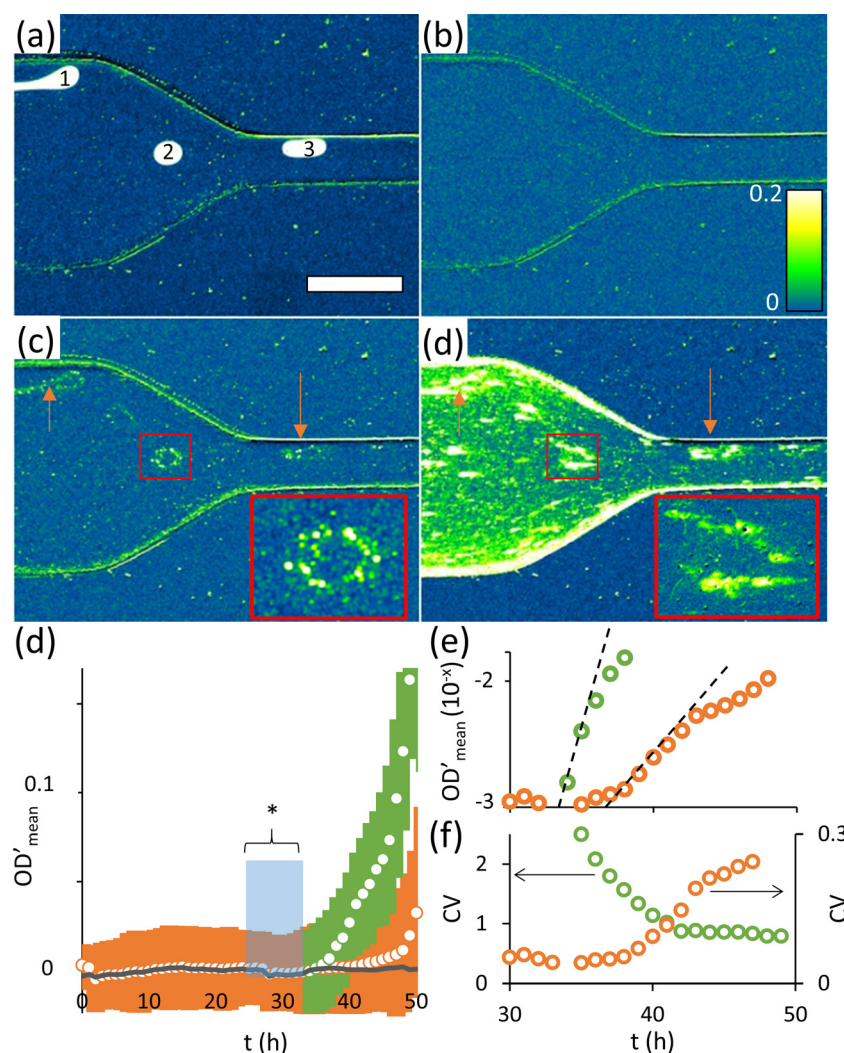 (a)
(b)
1
2
3
0.2
0
(c)
(d)
(d)
(e)
0.1
0
OD'mean
*
0 10 20 30 40 50
t (h)
-2
-3
OD'mean (10-x)
(f)
2
1
0
CV
0.3
0
CV
30 40 50
t (h)